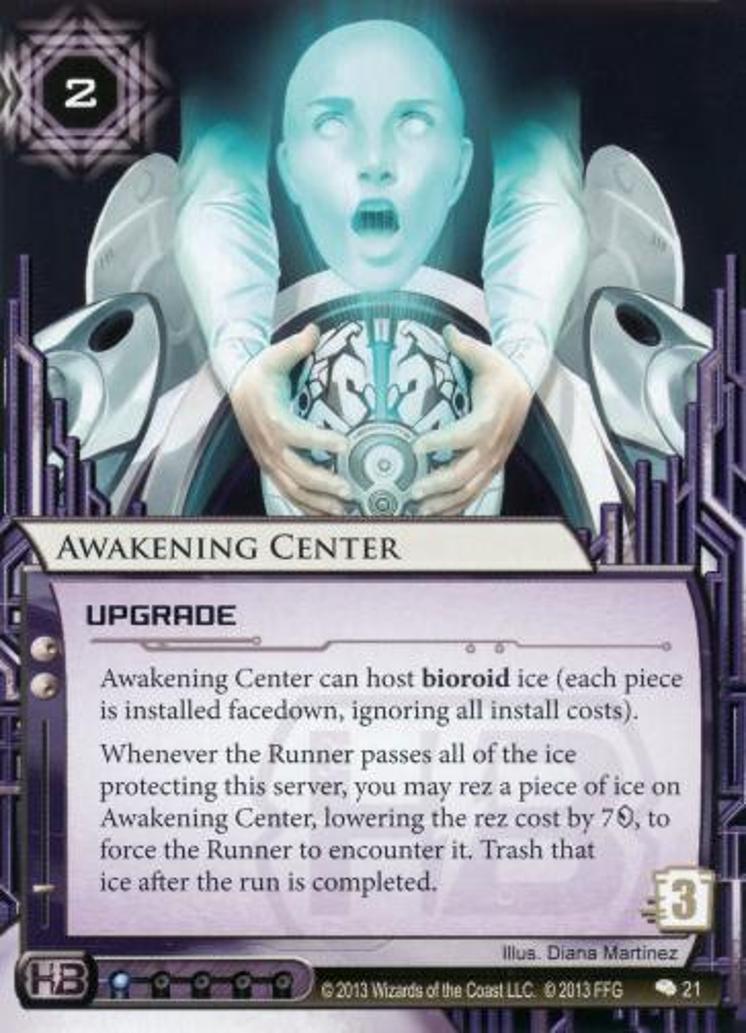 2
AWAKENING CENTER
UPGRADE
Awakening Center can host bioroid ice (each piece
is installed facedown, ignoring all install costs).
Whenever the Runner passes all of the ice
protecting this server, you may rez a piece of ice on
Awakening Center, lowering the rez cost by 7, to
force the Runner to encounter it. Trash that
ice after the run is completed.
3
Illus. Diana Martinez
HB
© 2013 Wizards of the Coast LLC. © 2013 FFG 21